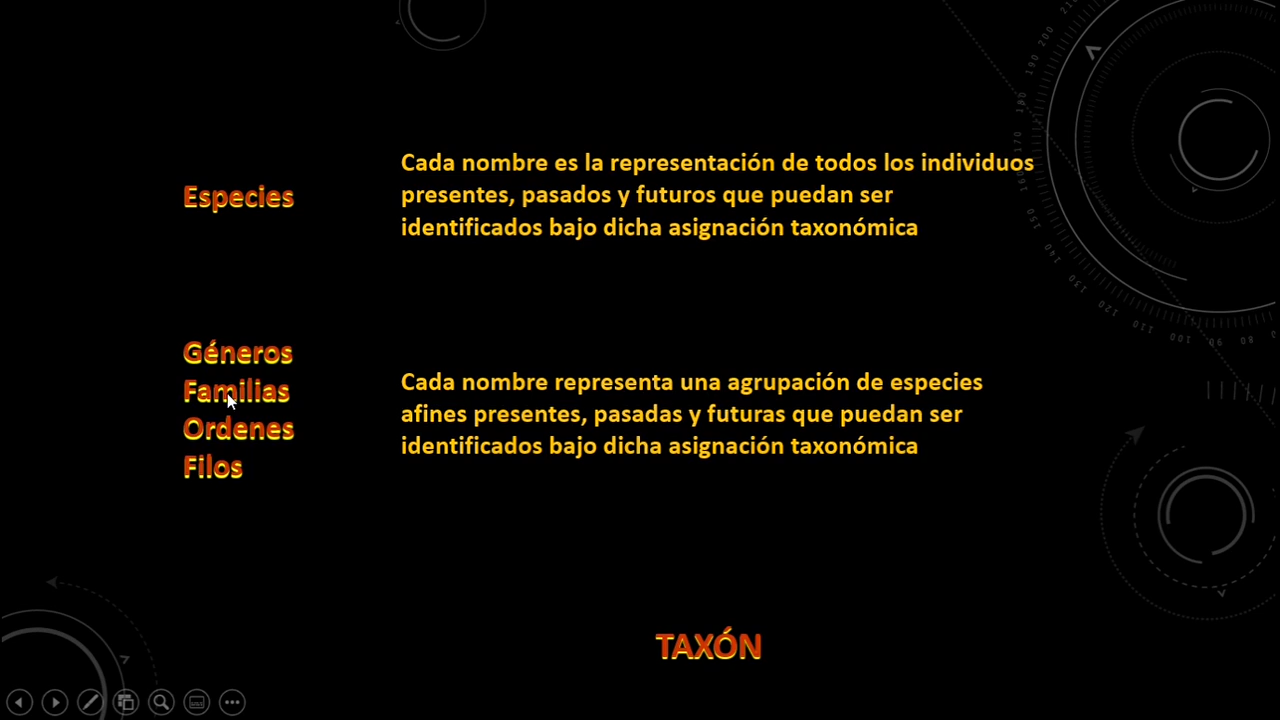 Especies
Cada nombre es la representación de todos los individuos
presentes, pasados y futuros que puedan ser
identificados bajo dicha asignación taxonómica
Géneros
Familias
Ordenes
Filos
Cada nombre representa una agrupación de especies
afines presentes, pasadas y futuras que puedan ser
identificados bajo dicha asignación taxonómica
TAXÓN